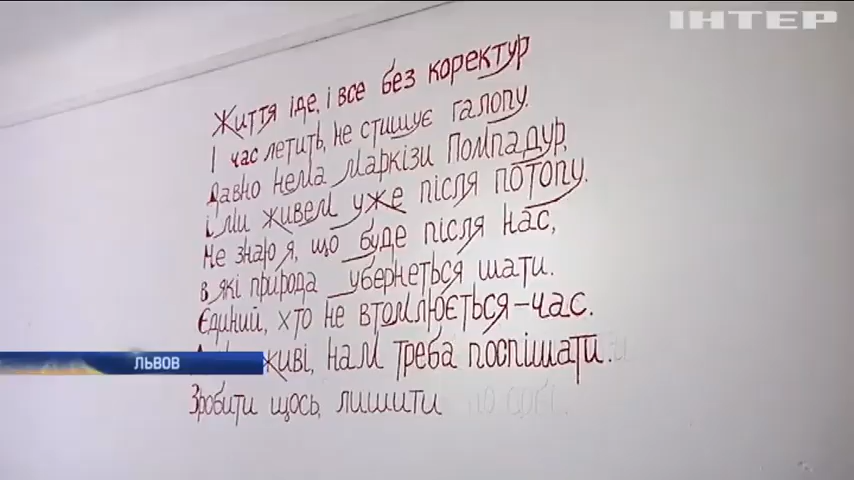 ІНТЕР
Життя іде, і все без коректур
І час летить, не стишує галопу.
Давно нема маркізи Помпадур,
і ми живем уже після потопу.
Не знаю я, що буде після нас,
в які природа убереться шати.
Єдиний, хто не втомлюється – час.
живі, нам треба поспішати.
Зробити щось, лишити по собі
ЛЬВОВ